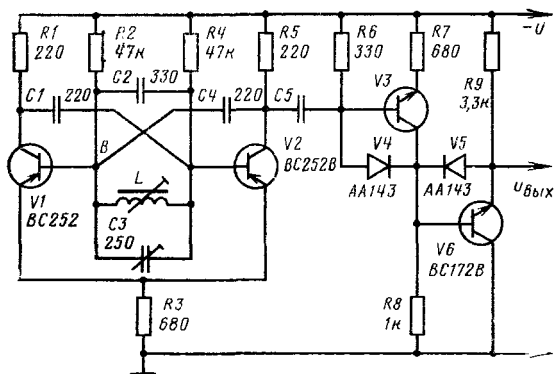 R1
220
R2
47к
R4
47к
R5
220
R6
330
R7
680
-U
C2 330
R9
3,3к
C1
220
C4
220
C5
V3
V2
BC252B
B
V4
V5
AA143
AA143
Uвых
V1
BC252
L
C3
250
V6
BC172B
R3
680
R8
1к